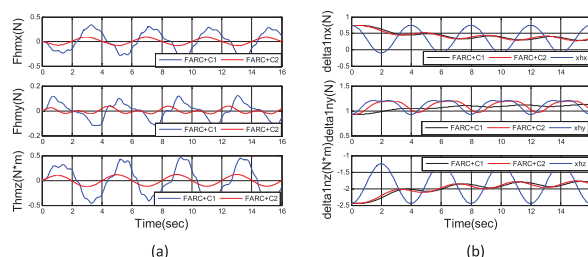 Fhmx(N)
0.5
0
-0.5
FARC+C1 FARC+C2
0 2 4 6 8 10 12 14 16
Fhmy(N)
0.2
0
0.2
FARC+C1 FARC+C2
0 2 4 6 8 10 12 14 16
Thmz(N*m)
0.5
0
-0.5
FARC+C1 FARC+C2
0 2 4 6 8 10 12 14 16
Time(sec)
(a)
delta1nx(N)
1
0.5
0
-0.5
FARC+C1 FARC+C2 xhx
0 2 4 6 8 10 12 14
delta1ny(N)
1.5
1
0.5
FARC+C1 FARC+C2 xhy
0 2 4 6 8 10 12 14
delta1nz(N*m)
-1
-1.5
-2
-2.5
FARC+C1 FARC+C2 xhz
0 2 4 6 8 10 12 14
Time(sec)
(b)